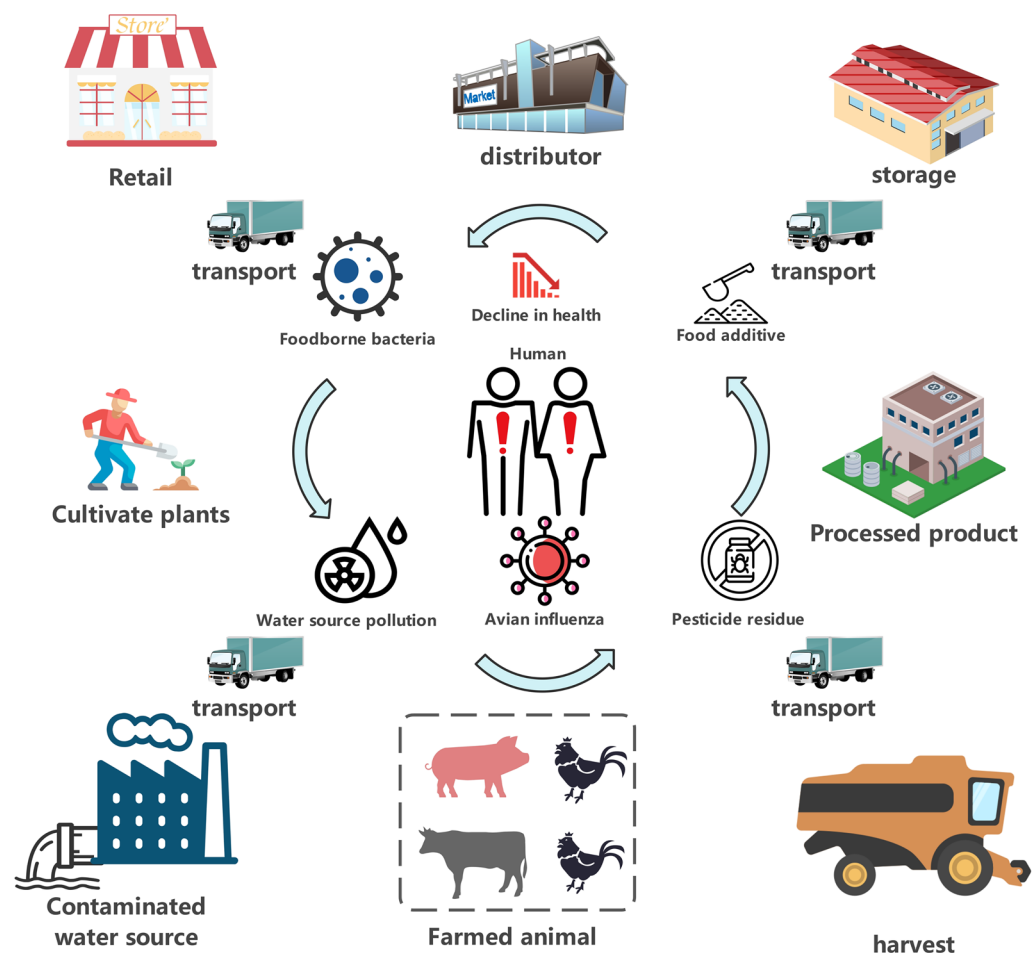 Store'
Market
Retail
distributor
storage
transport
transport
Foodborne bacteria
Decline in health
Food additive
Human
Cultivate plants
Processed product
Water source pollution
Avian influenza
Pesticide residue
transport
transport
Contaminated
water source
Farmed animal
harvest